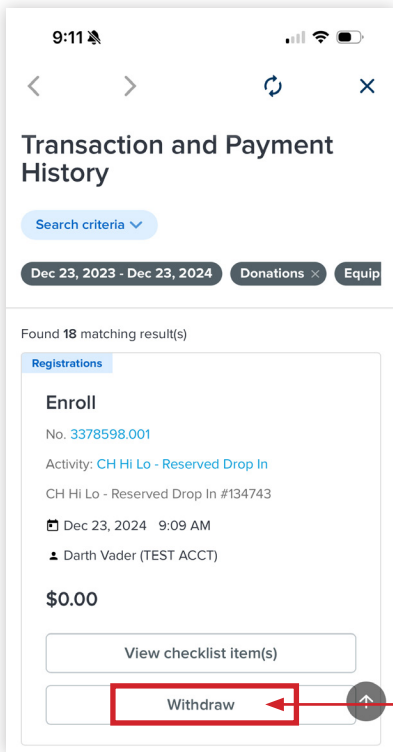 9:11
Transaction and Payment
History
Search criteria
Dec 23, 2023 - Dec 23, 2024 Donations × Equip
Found 18 matching result(s)
Registrations
Enroll
No. 3378598.001
Activity: CH Hi Lo - Reserved Drop In
CH Hi Lo - Reserved Drop In #134743
Dec 23, 2024 9:09 AM
Darth Vader (TEST ACCT)
$0.00
View checklist item(s)
Withdraw